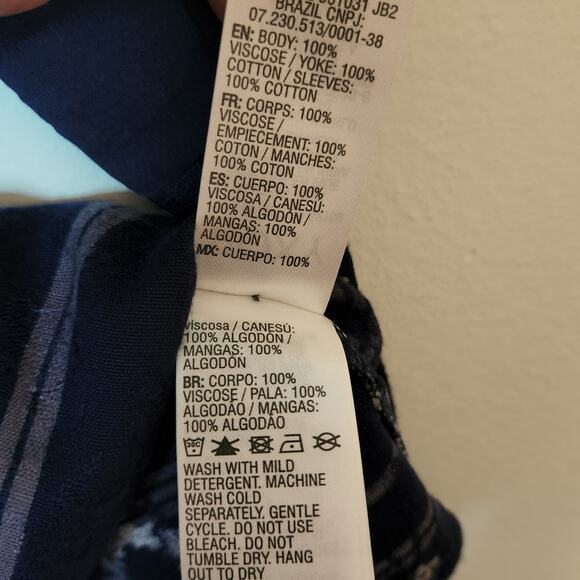 JB2
BRAZIL CNPJ:
07.230.513/0001-38
EN: BODY: 100%
VISCOSE / YOKE: 100%
COTTON / SLEEVES:
100% COTTON
FR: CORPS: 100%
VISCOSE /
EMPIECEMENT: 100%
COTON / MANCHES:
100% COTON
ES: CUERPO: 100%
VISCOSA / CANESU:
100% ALGODÓN /
MANGAS: 100%
ALGODÓN
MX: CUERPO: 100%
viscosa / CANESÚ:
100% ALGODÓN /
MANGAS: 100%
ALGODÓN
BR: CORPO: 100%
VISCOSE / PALA: 100%
ALGODÃO / MANGAS:
100% ALGODÃO
30C
WASH WITH MILD
DETERGENT. MACHINE
WASH COLD
SEPARATELY. GENTLE
CYCLE. DO NOT USE
BLEACH. DO NOT
TUMBLE DRY. HANG
OUT TO DRY